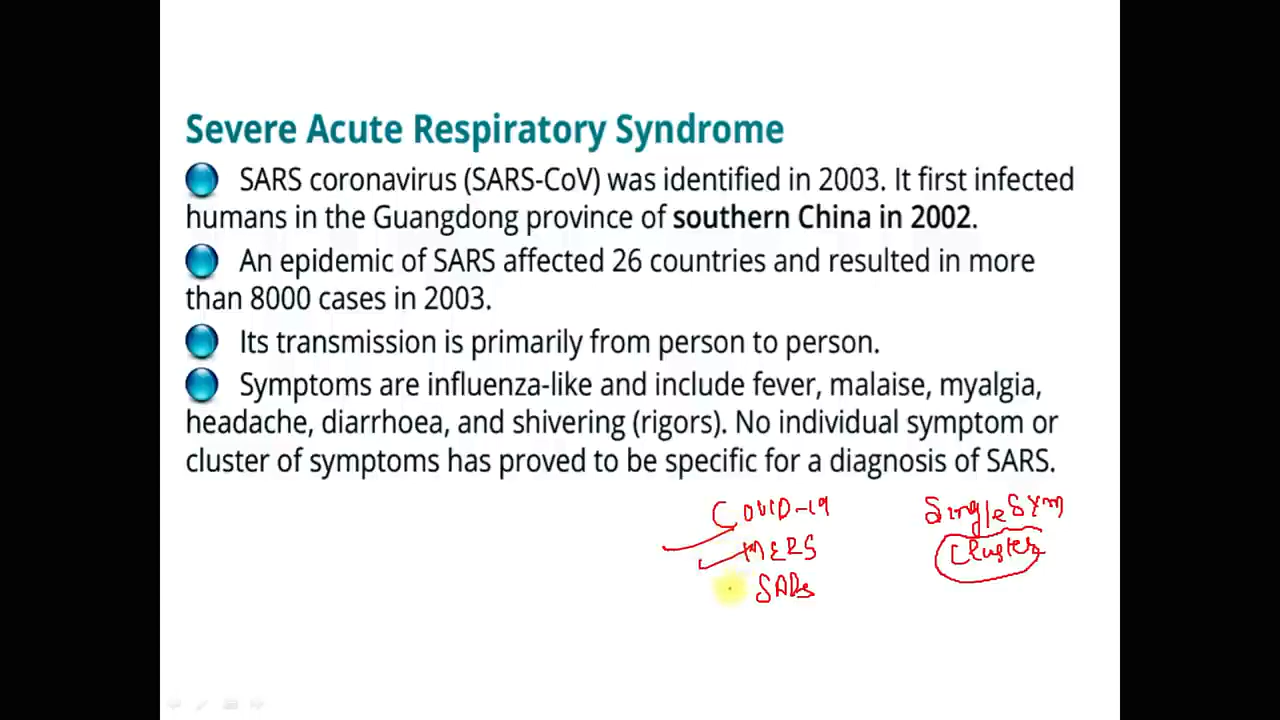 Severe Acute Respiratory Syndrome
SARS coronavirus (SARS-CoV) was identified in 2003. It first infected
humans in the Guangdong province of southern China in 2002.
An epidemic of SARS affected 26 countries and resulted in more
than 8000 cases in 2003.
Its transmission is primarily from person to person.
Symptoms are influenza-like and include fever, malaise, myalgia,
headache, diarrhoea, and shivering (rigors). No individual symptom or
cluster of symptoms has proved to be specific for a diagnosis of SARS.
COVID-19 Single Sym
MERS Cluster
SARs